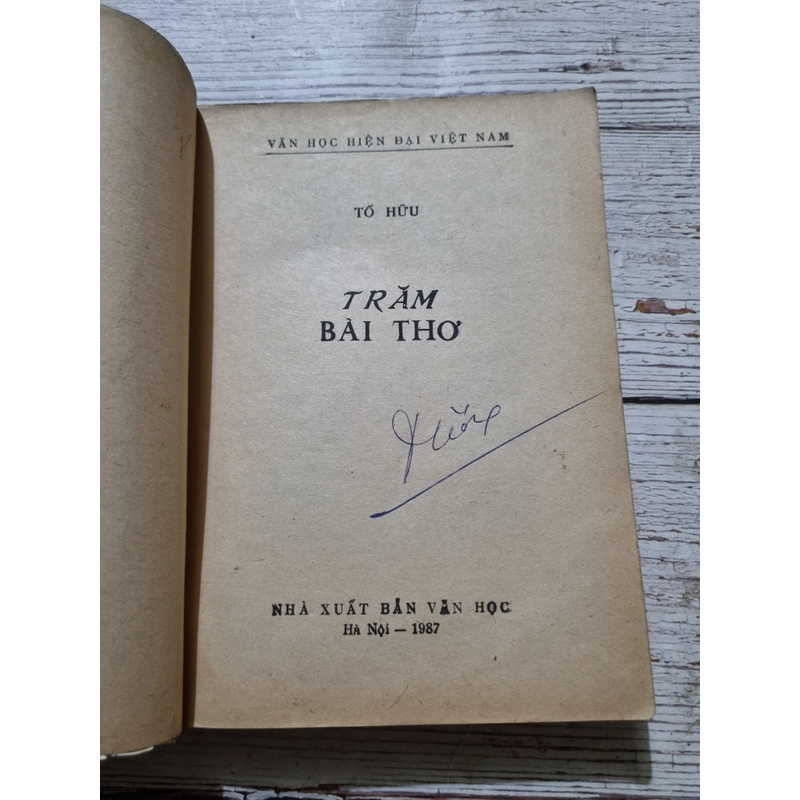 VĂN HỌC HIỆN ĐẠI VIỆT NAM
TỐ HỮU
TRĂM
BÀI THƠ
NHÀ XUẤT BẢN VĂN HỌC
Hà Nội — 1987